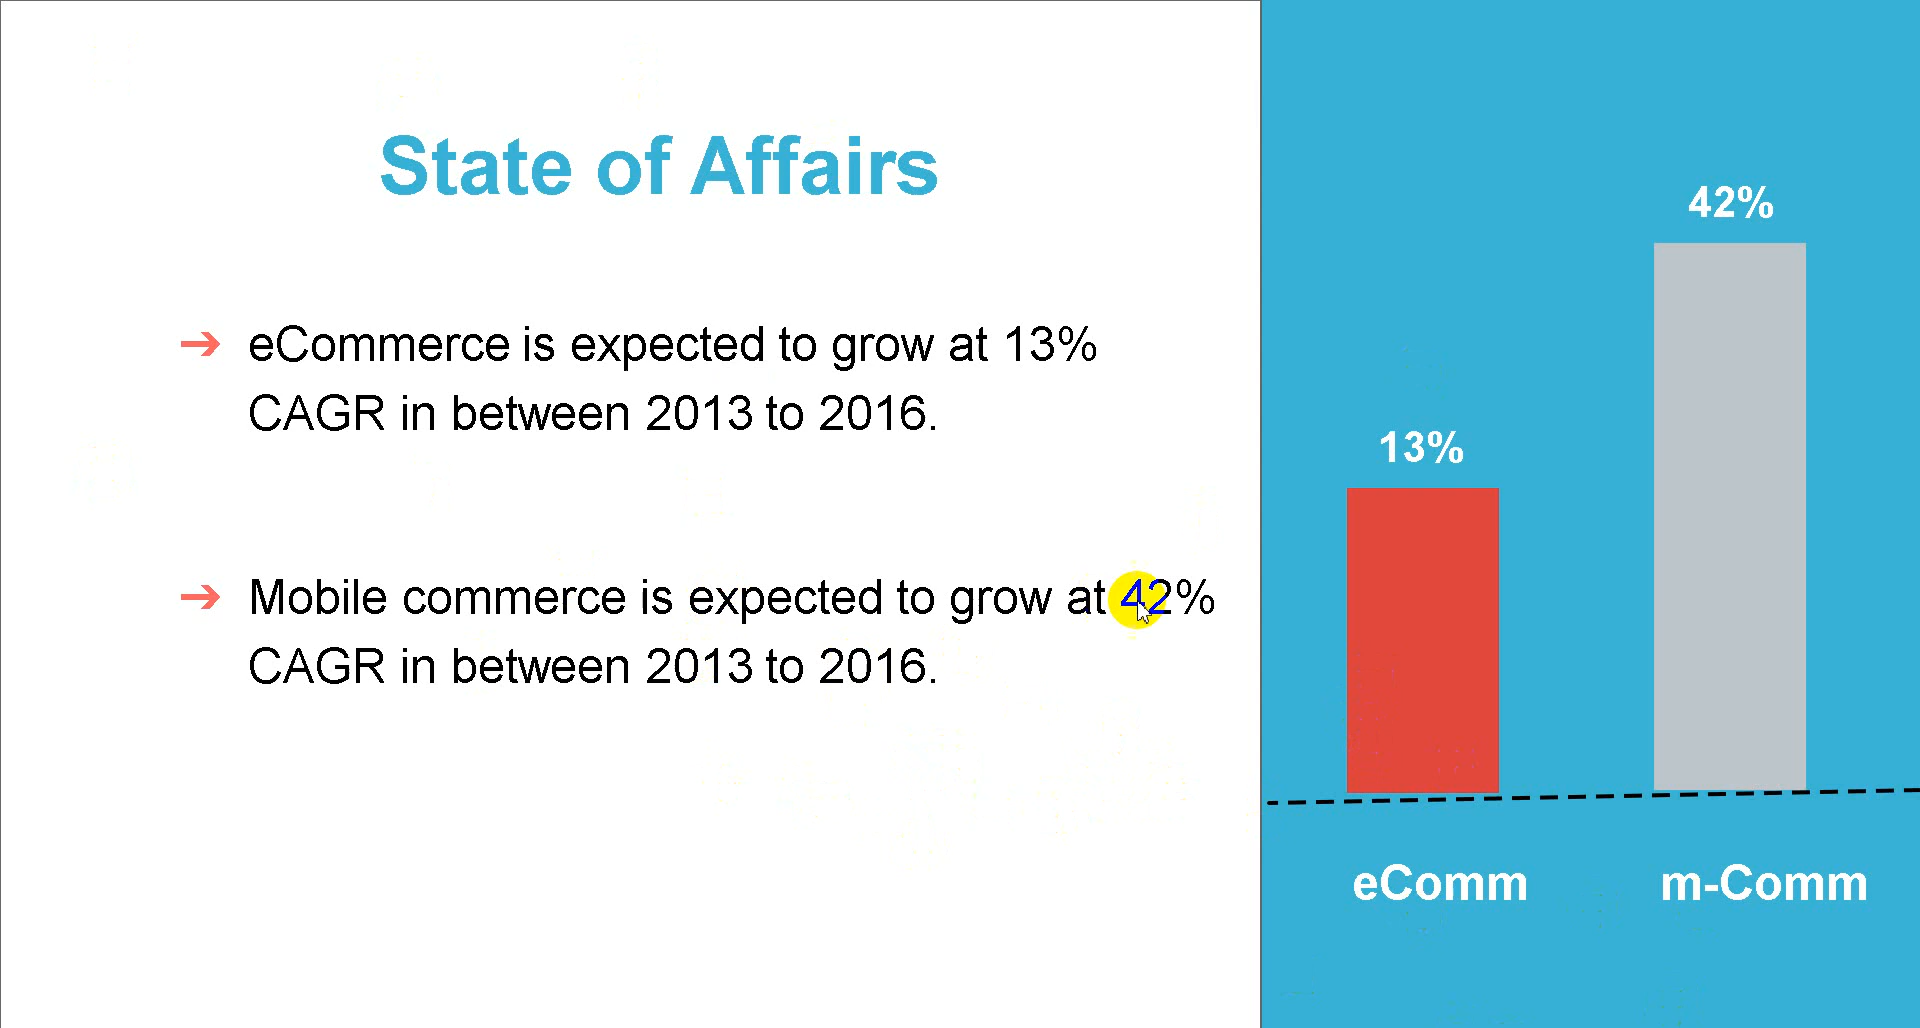 State of Affairs
➔ eCommerce is expected to grow at 13%
CAGR in between 2013 to 2016.
➔ Mobile commerce is expected to grow at 42%
CAGR in between 2013 to 2016.
42%
13%
eComm m-Comm